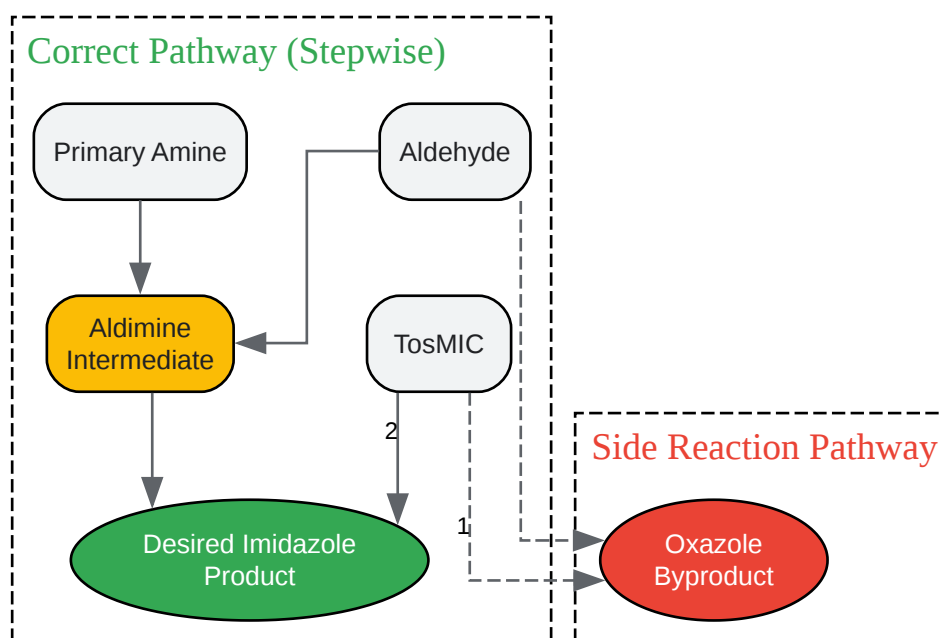 Correct Pathway (Stepwise)
Primary Amine
Aldehyde
Aldimine
Intermediate
TosMIC
2
Side Reaction Pathway
1
Desired Imidazole
Product
Oxazole
Byproduct